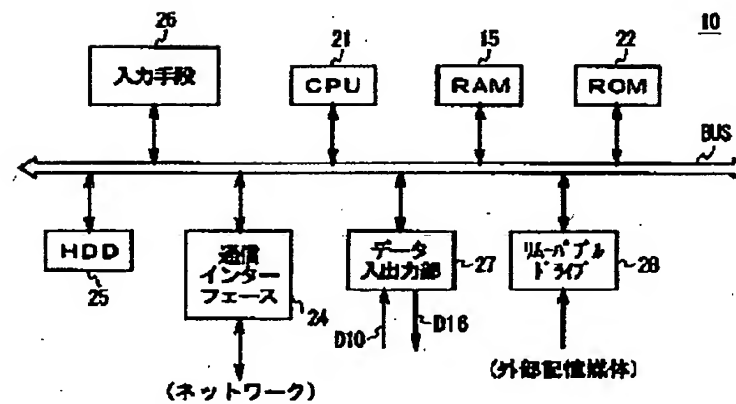 26
21
15
22
10
入力手段
CPU
RAM
ROM
BUS
HDD
25
通信
インター
フェース
24
データ
入出力部
27
リムーバブル
ドライブ
28
D10
D16
(ネットワーク)
(外部記憶媒体)